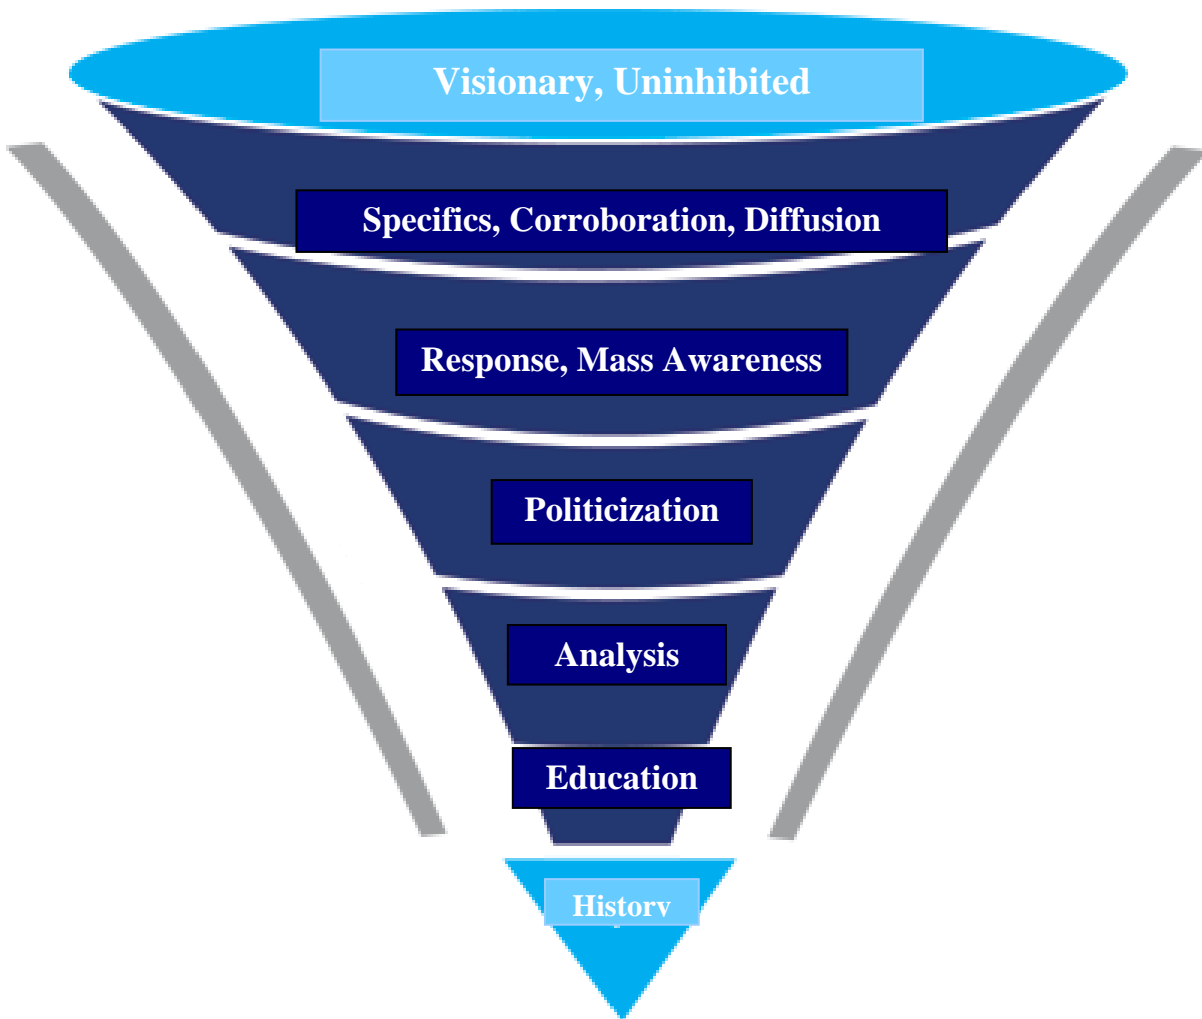 Visionary, Uninhibited
Specifics, Corroboration, Diffusion
Response, Mass Awareness
Politicization
Analysis
Education
History